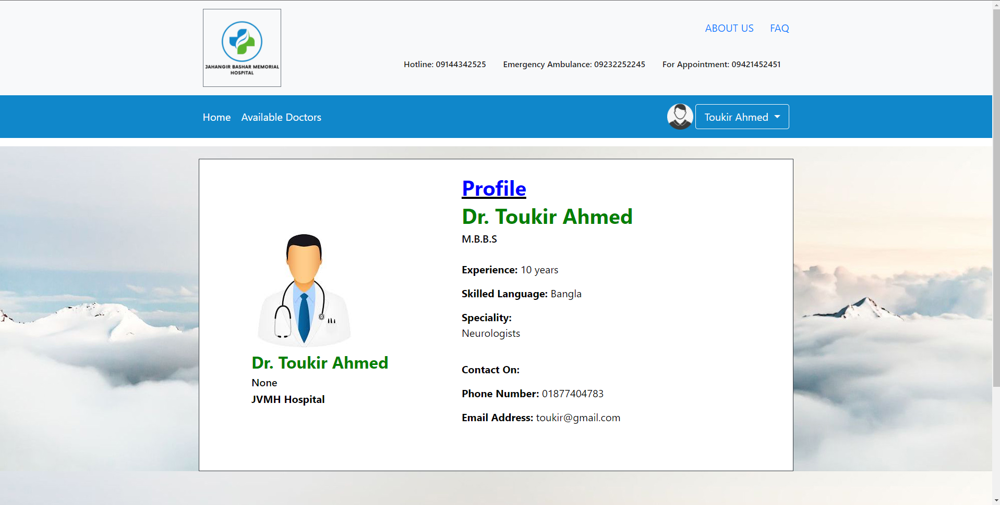 JAHANGIR BASHAR MEMORIAL
HOSPITAL
ABOUT US FAQ
Hotline: 09144342525 Emergency Ambulance: 09232252245 For Appointment: 09421452451
Home Available Doctors Toukir Ahmed
Dr. Toukir Ahmed
None
JVMH Hospital
Profile
Dr. Toukir Ahmed
M.B.B.S
Experience: 10 years
Skilled Language: Bangla
Speciality:
Neurologists
Contact On:
Phone Number: 01877404783
Email Address: toukir@gmail.com